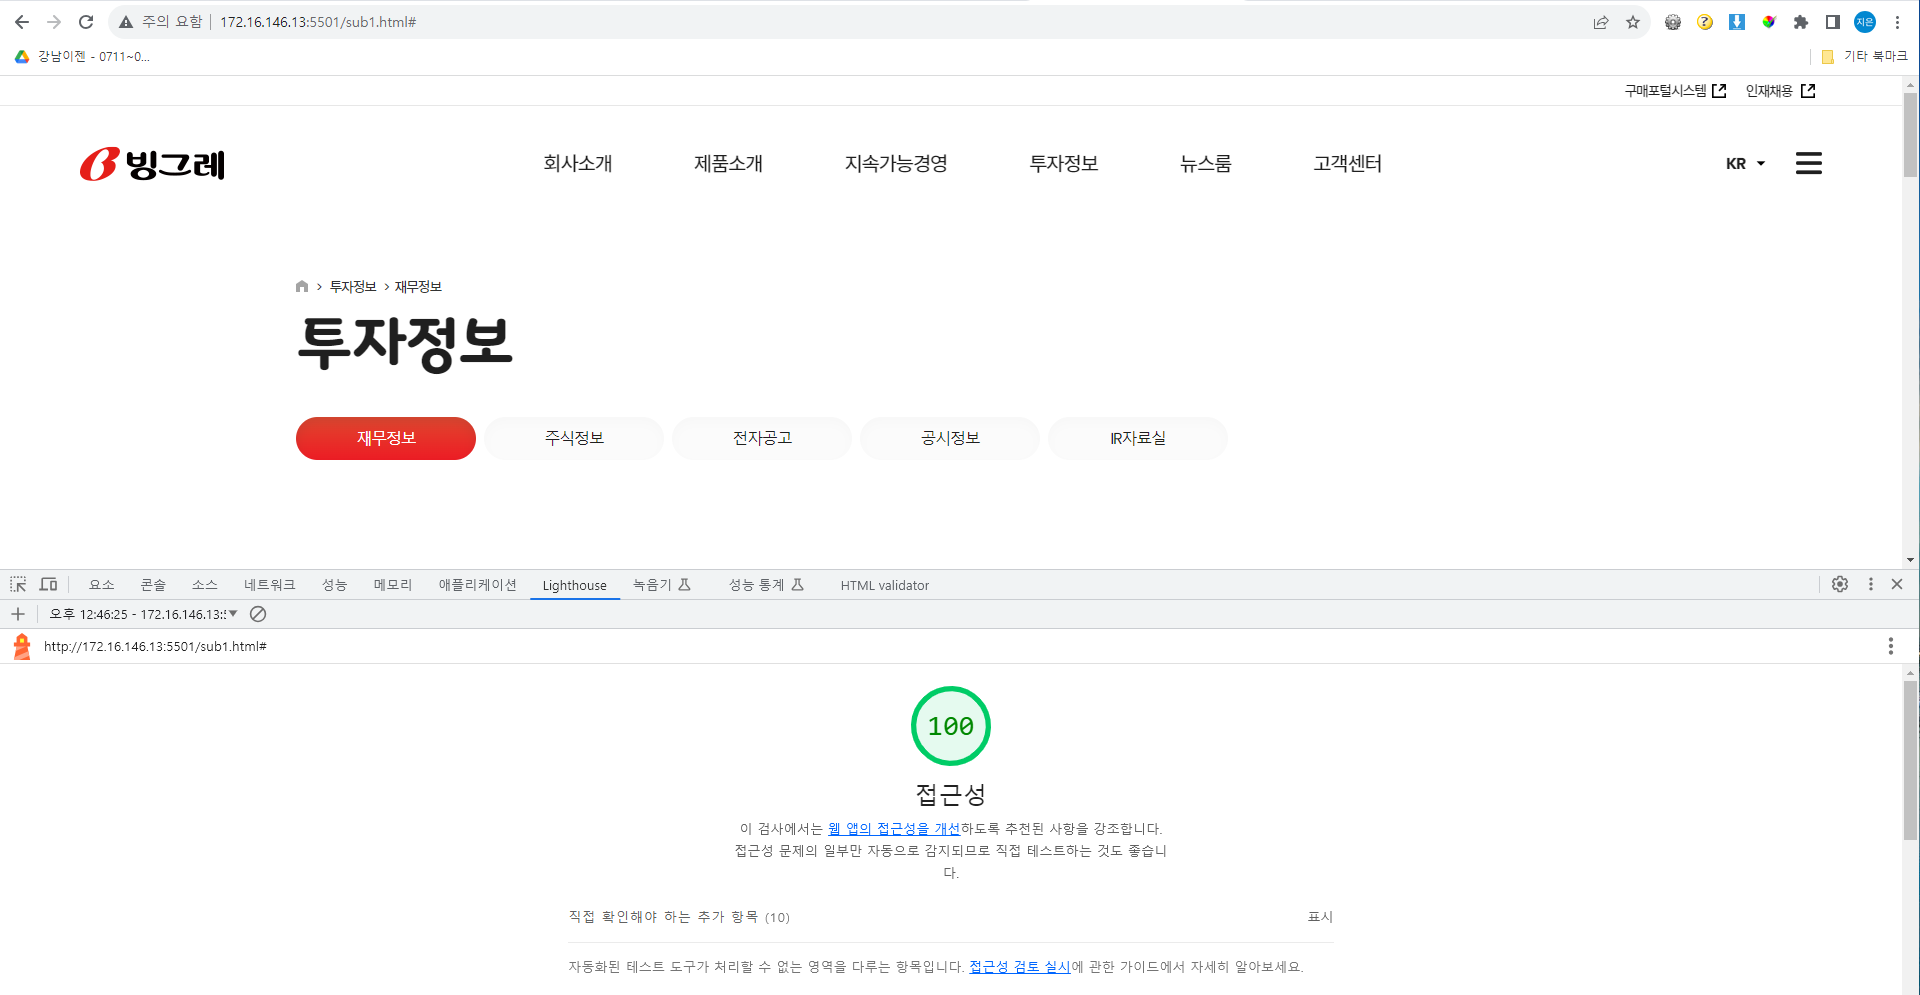 주의 요함 172.16.146.13:5501/sub1.html#
지은
강남이젠 - 0711~0...
기타 북마크
구매포털시스템 인재채용
빙그레 회사소개 제품소개 지속가능경영 투자정보 뉴스룸 고객센터 KR
> 투자정보 > 재무정보
투자정보
재무정보 주식정보 전자공고 공시정보 IR자료실
요소 콘솔 소스 네트워크 성능 메모리 애플리케이션 Lighthouse 녹음기 성능 통계 HTML validator
오후 12:46:25 - 172.16.146.13:
http://172.16.146.13:5501/sub1.html#
100
접근성
이 검사에서는 웹 앱의 접근성을 개선하도록 추천된 사항을 강조합니다.
접근성 문제의 일부만 자동으로 감지되므로 직접 테스트하는 것도 좋습니
다.
직접 확인해야 하는 추가 항목 (10) 표시
자동화된 테스트 도구가 처리할 수 없는 영역을 다루는 항목입니다. 접근성 검토 실시에 관한 가이드에서 자세히 알아보세요.